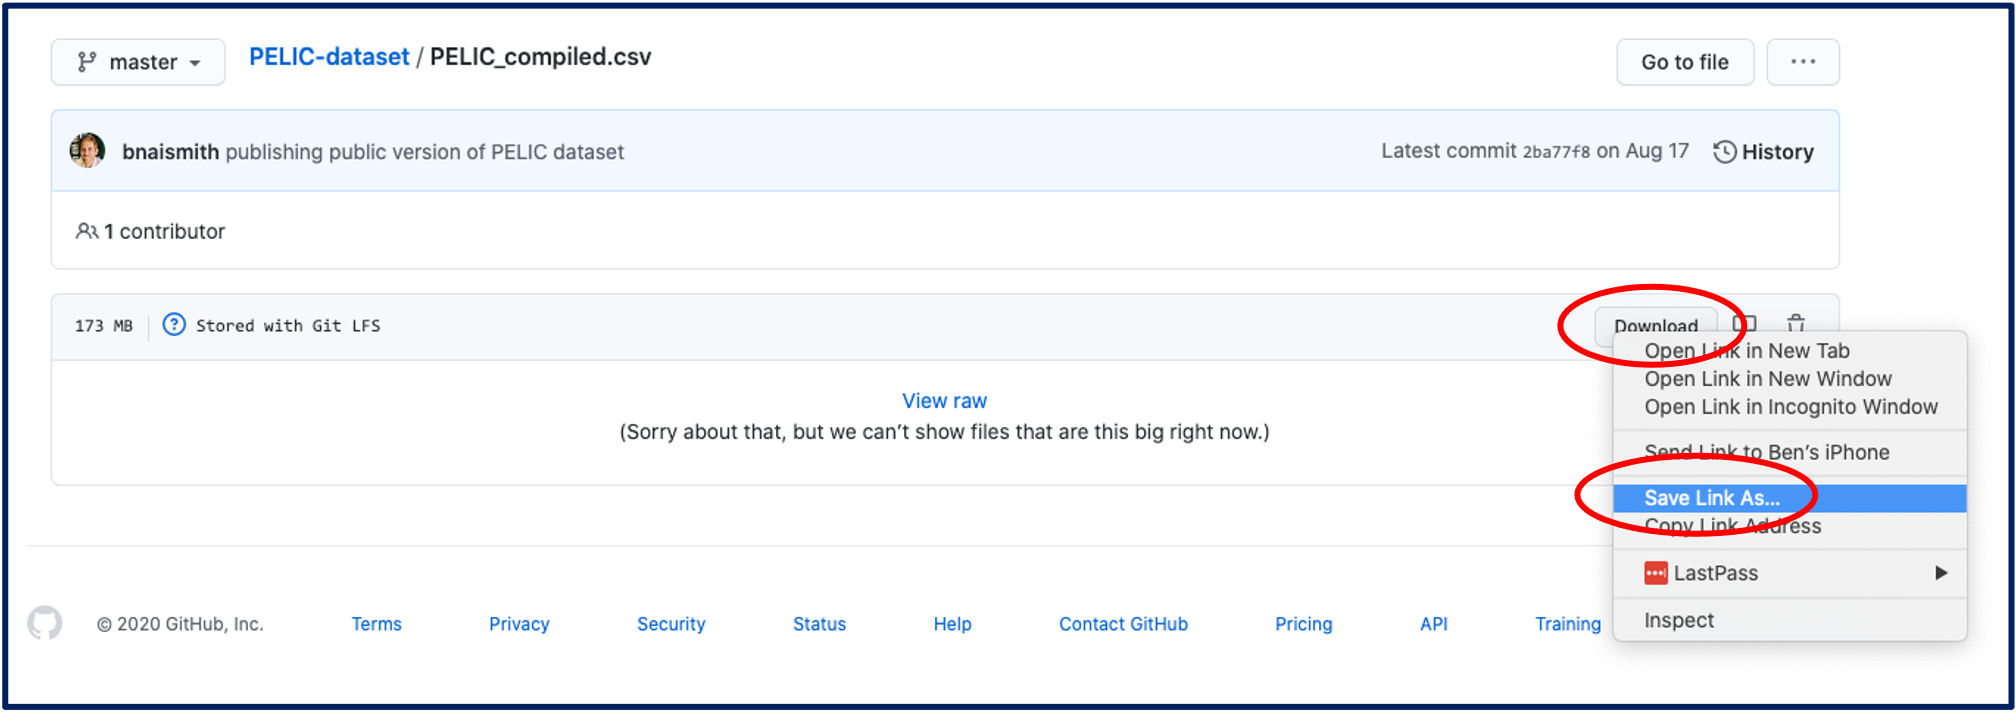 master
PELIC-dataset / PELIC_compiled.csv
Go to file
...
bnaismith publishing public version of PELIC dataset
Latest commit 2ba77f8 on Aug 17
History
1 contributor
173 MB
? Stored with Git LFS
Download
View raw
(Sorry about that, but we can't show files that are this big right now.)
Open Link in New Tab
Open Link in New Window
Open Link in Incognito Window
Send Link to Ben's iPhone
Save Link As...
Copy Link Address
LastPass
Inspect
© 2020 GitHub, Inc.
Terms
Privacy
Security
Status
Help
Contact GitHub
Pricing
API
Training